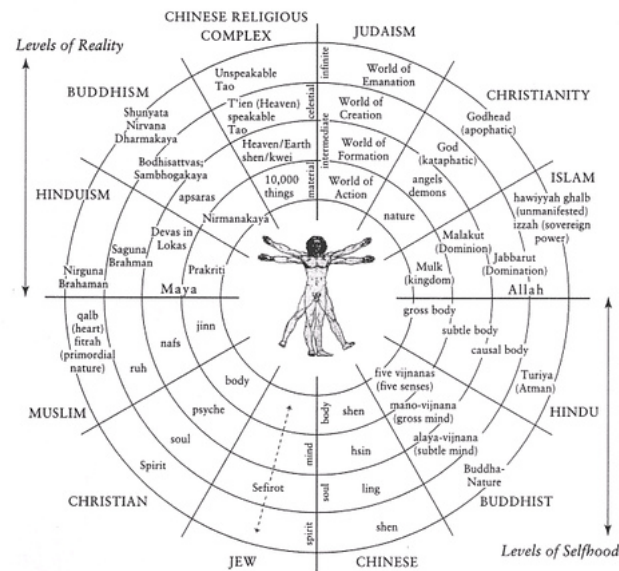 CHINESE RELIGIOUS
COMPLEX
JUDAISM
Levels of Reality
BUDDHISM
CHRISTIANITY
HINDUISM
ISLAM
infinite
celestial
intermediate
material
Unspeakable
Tao
T'ien (Heaven)
speakable
Tao
Heaven/Earth
shen/kwei
10,000
things
World of
Emanation
World of
Creation
World of
Formation
World of
Action
Shunyata
Nirvana
Dharmakaya
Bodhisattvas;
Sambhogakaya
apsaras
Nirmanakaya
Godhead
(apophatic)
God
(kataphatic)
angels
demons
nature
Nirguna
Brahaman
Saguna
Brahman
Devas in
Lokas
Prakriti
Maya
hawiyyah ghalb
(unmanifested)
izzah (sovereign
power)
Jabbarut
(Domination)
Malakut
(Dominion)
Mulk
(kingdom)
Allah
qalb
(heart)
fitrah
(primordial
nature)
ruh
nafs
jinn
gross body
subtle body
causal body
Turiya
(Atman)
MUSLIM
HINDU
Spirit
soul
psyche
body
five vijnanas
(five senses)
mano-vijnana
(gross mind)
alaya-vijnana
(subtle mind)
Buddha-
Nature
CHRISTIAN
BUDDHIST
Sefirot
body
mind
soul
spirit
shen
hsin
ling
shen
JEW
CHINESE
Levels of Selfhood